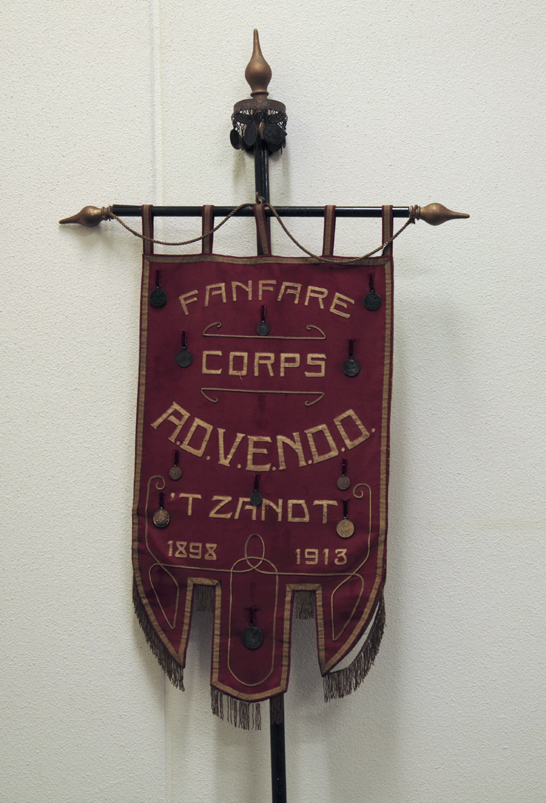 FANFARE
CORPS
A.D.V.E.N.D.O.
'T ZANDT
1898 1913